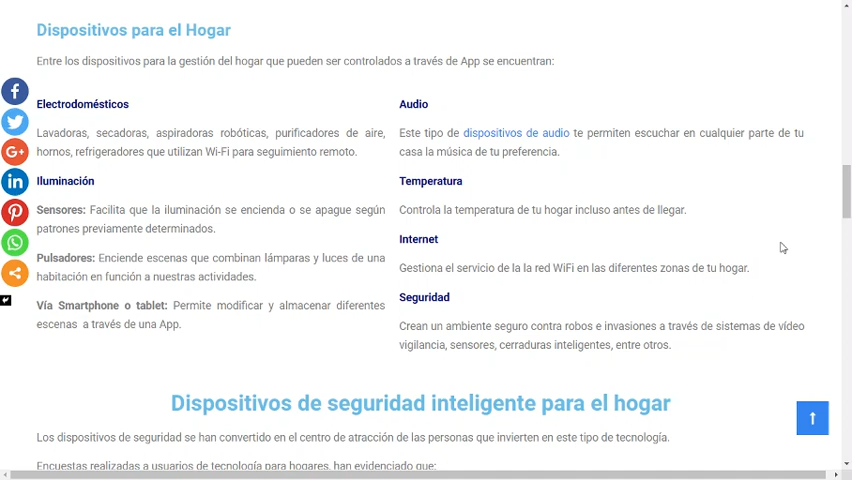 Dispositivos para el Hogar
Entre los dispositivos para la gestión del hogar que pueden ser controlados a través de App se encuentran:
Electrodomésticos
Lavadoras, secadoras, aspiradoras robóticas, purificadores de aire,
hornos, refrigeradores que utilizan Wi-Fi para seguimiento remoto.
Iluminación
Sensores: Facilita que la iluminación se encienda o se apague según
patrones previamente determinados.
Pulsadores: Enciende escenas que combinan lámparas y luces de una
habitación en función a nuestras actividades.
Vía Smartphone o tablet: Permite modificar y almacenar diferentes
escenas a través de una App.
Audio
Este tipo de dispositivos de audio te permiten escuchar en cualquier parte de tu
casa la música de tu preferencia.
Temperatura
Controla la temperatura de tu hogar incluso antes de llegar.
Internet
Gestiona el servicio de la la red WiFi en las diferentes zonas de tu hogar.
Seguridad
Crean un ambiente seguro contra robos e invasiones a través de sistemas de vídeo
vigilancia, sensores, cerraduras inteligentes, entre otros.
Dispositivos de seguridad inteligente para el hogar
Los dispositivos de seguridad se han convertido en el centro de atracción de las personas que invierten en este tipo de tecnología.
Encuestas realizadas a usuarios de tecnología para hogares, han evidenciado que: